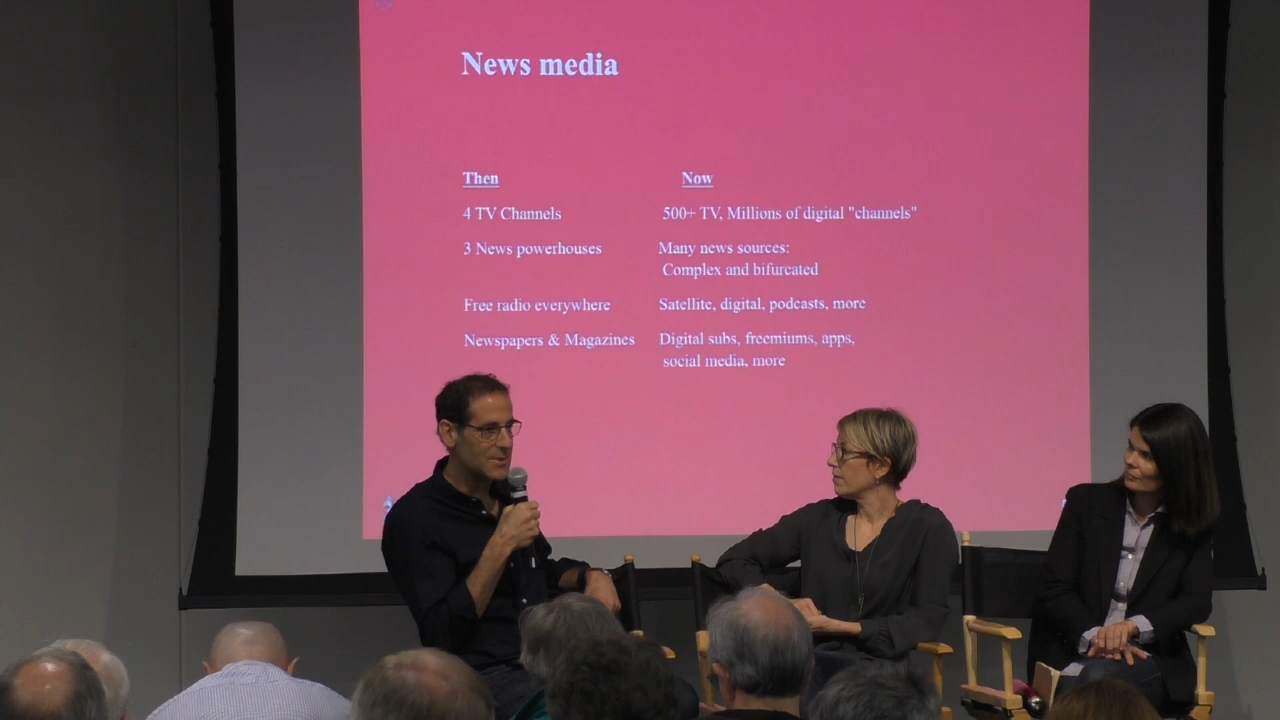 News media
Then Now
4 TV Channels 500+ TV, Millions of digital "channels"
3 News powerhouses Many news sources:
Complex and bifurcated
Free radio everywhere Satellite, digital, podcasts, more
Newspapers & Magazines Digital subs, freemiums, apps,
social media, more